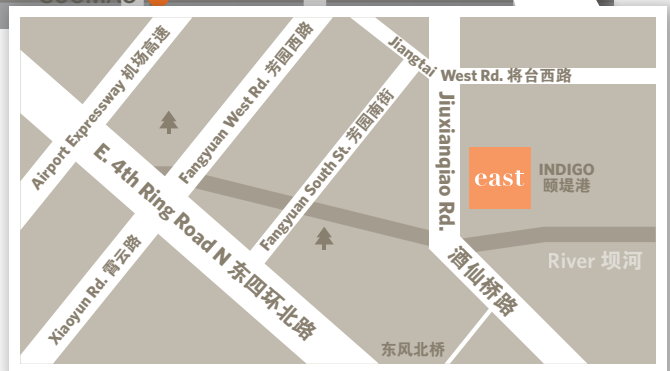 Airport Expressway 机场高速
Fangyuan West Rd. 芳园西路
Jiangtai West Rd. 将台西路
Fangyuan South St. 芳园南街
Jiuxianqiao Rd.
酒仙桥路
E. 4th Ring Road N 东四环北路
Xiaoyun Rd. 霄云路
east
INDIGO
颐堤港
River 坝河
东风北桥